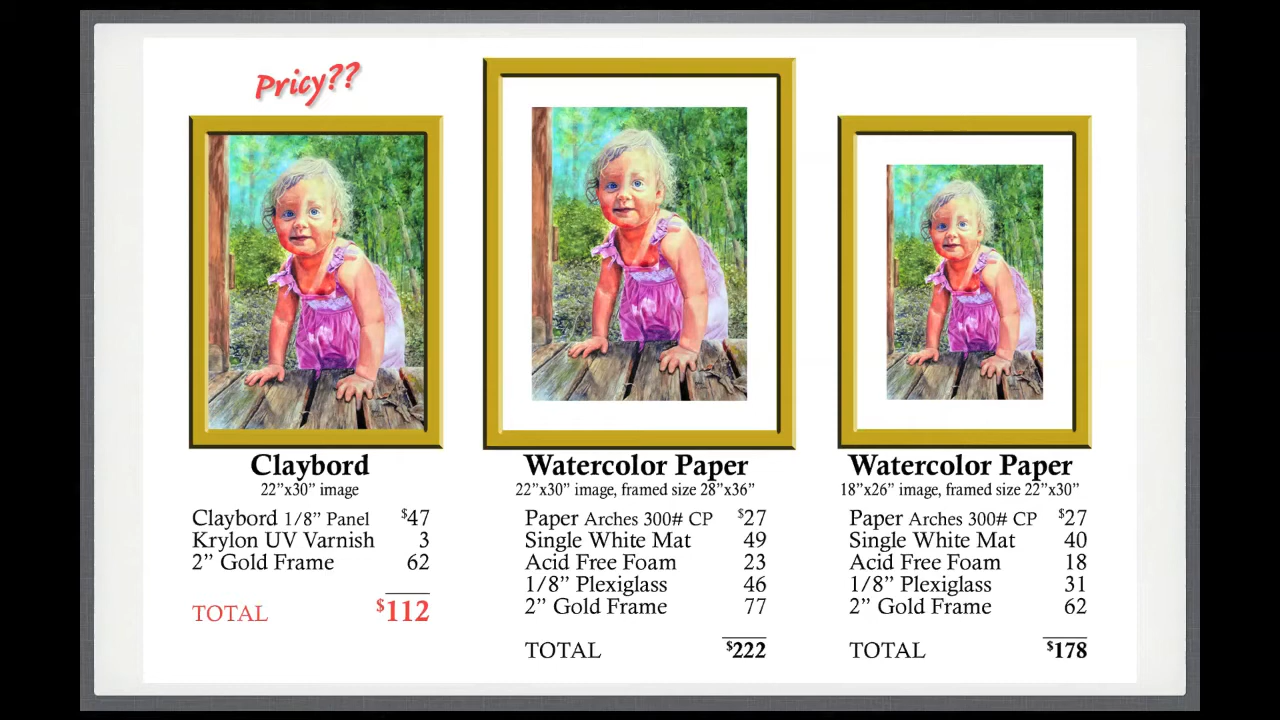 Pricy??
Claybord
22”x30” image
Claybord 1/8” Panel $47
Krylon UV Varnish 3
2” Gold Frame 62
TOTAL $112
Watercolor Paper
22”x30” image, framed size 28”x36”
Paper Arches 300# CP $27
Single White Mat 49
Acid Free Foam 23
1/8” Plexiglass 46
2” Gold Frame 77
TOTAL $222
Watercolor Paper
18”x26” image, framed size 22”x30”
Paper Arches 300# CP $27
Single White Mat 40
Acid Free Foam 18
1/8” Plexiglass 31
2” Gold Frame 62
TOTAL $178